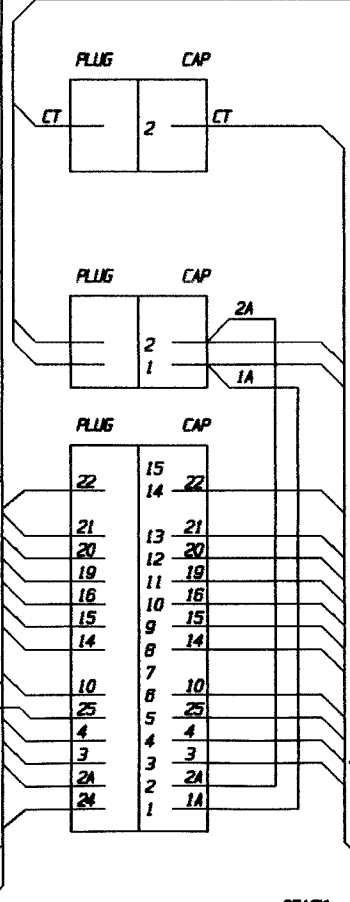 PLUG CAP
CT 2 CT
PLUG CAP
2A
2
1
1A
PLUG CAP
15
22 14 22
21 13 21
20 12 20
19 11 19
16 10 16
15 9 15
14 8 14
7
10 6 10
25 5 25
4 4 4
3 3 3
2A 2 2A
24 1 1A